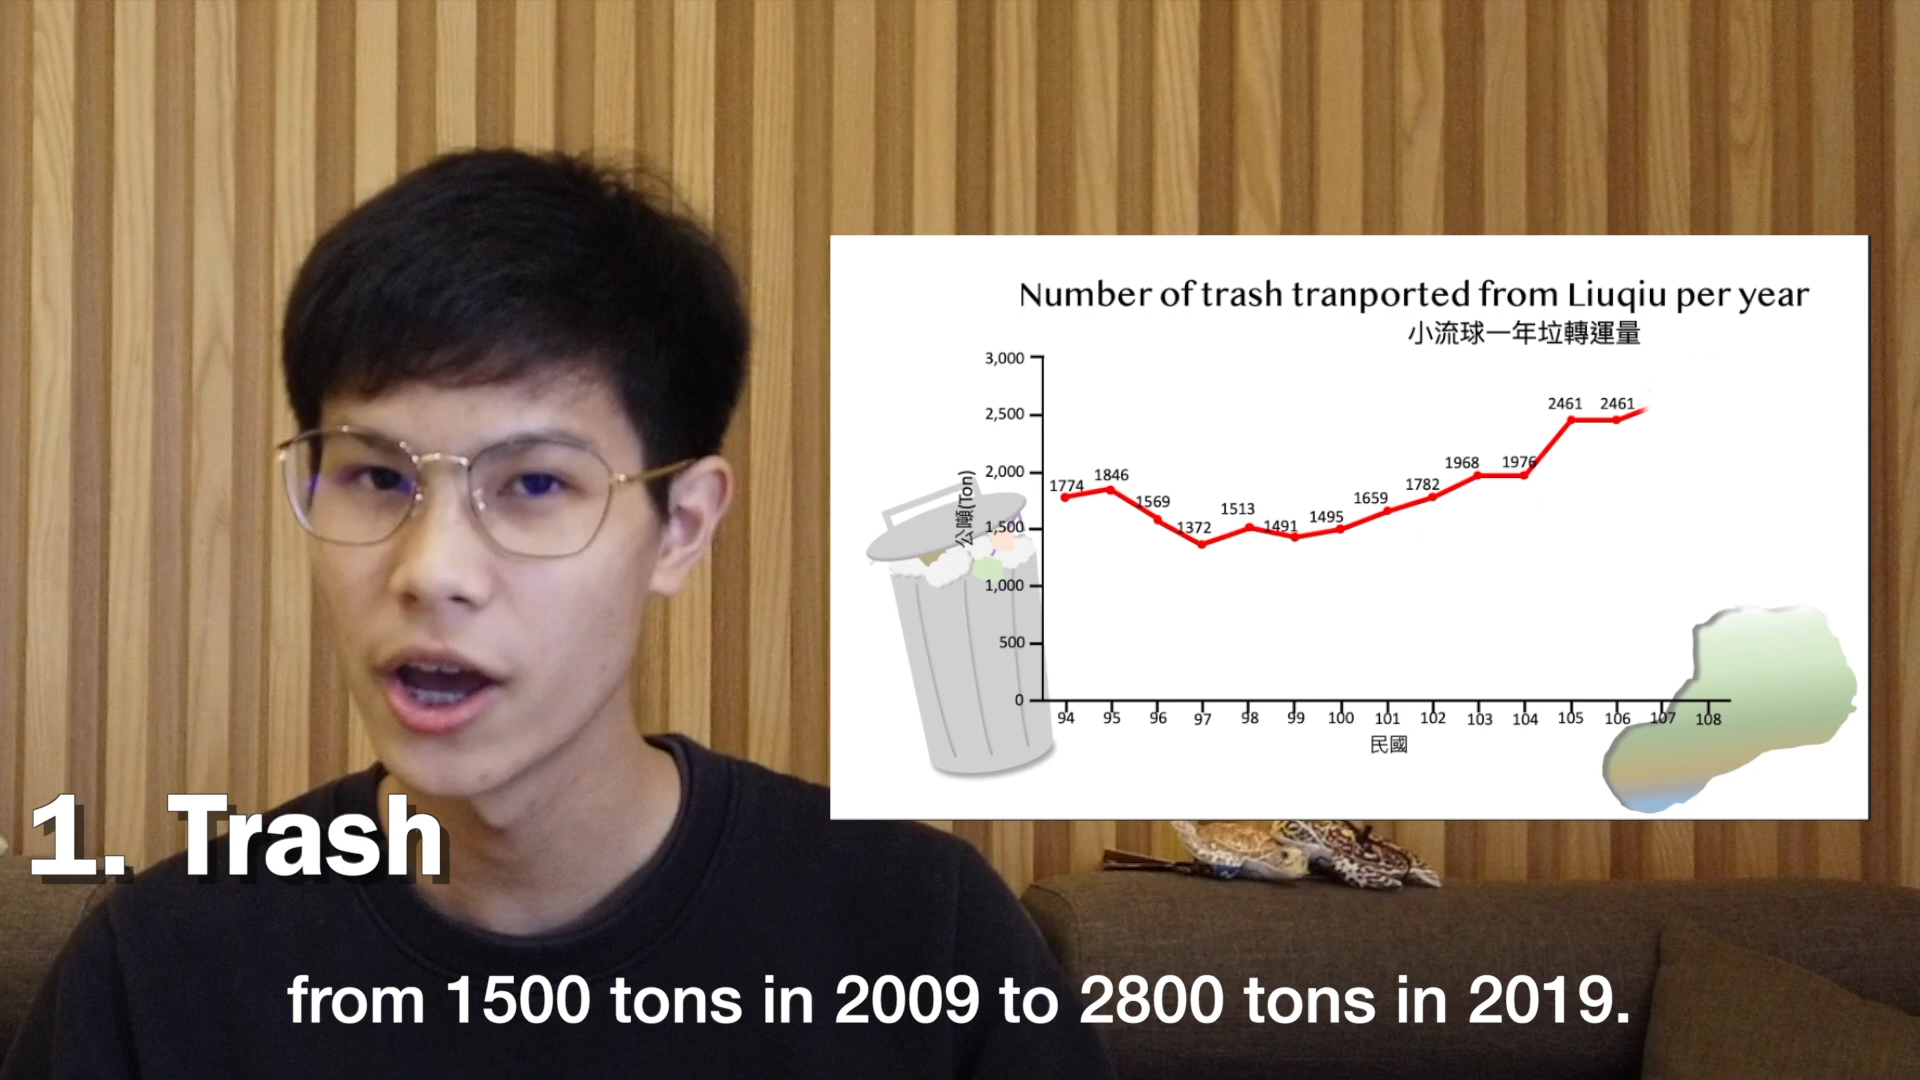 Number of trash tranported from Liuqiu per year
小流球一年垃轉運量
公噸(Ton)
3,000
2,500
2,000
1,500
1,000
500
0
1774
1846
1569
1372
1513
1491
1495
1659
1782
1968
1976
2461
2461
94 95 96 97 98 99 100 101 102 103 104 105 106 107 108
民國
1. Trash
from 1500 tons in 2009 to 2800 tons in 2019.